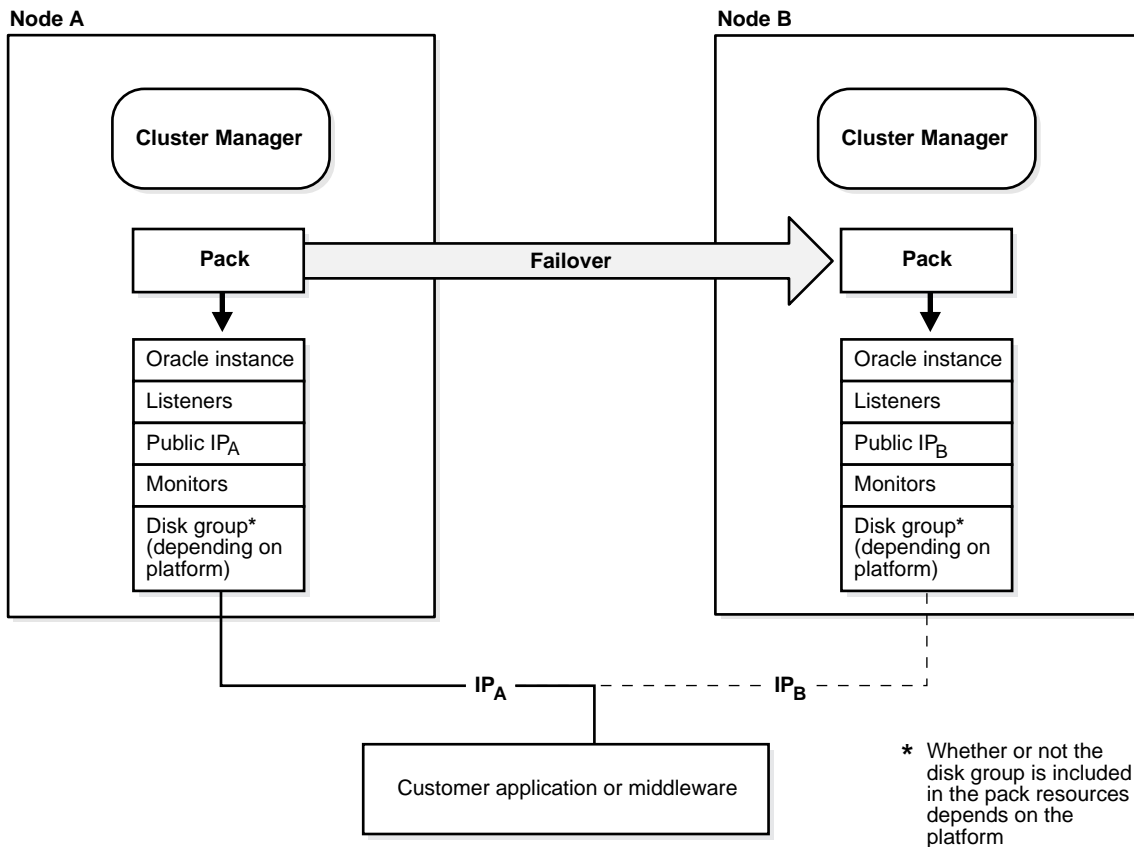 Node A
Node B
Cluster Manager
Cluster Manager
Pack
Failover
Pack
Oracle instance
Listeners
Public IPA
Monitors
Disk group*
(depending on
platform)
Oracle instance
Listeners
Public IPB
Monitors
Disk group*
(depending on
platform)
IPA
IPB
Customer application or middleware
* Whether or not the
disk group is included
in the pack resources
depends on the
platform